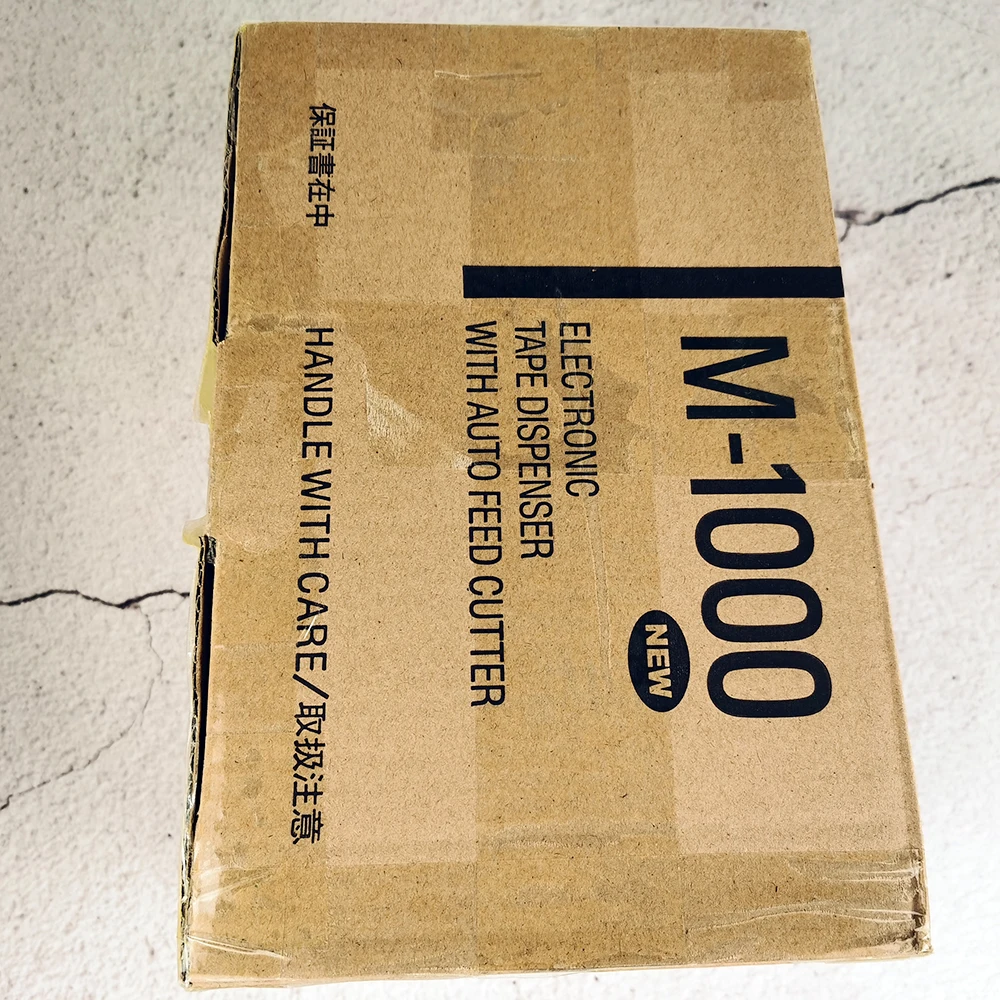 M-1000
NEW
ELECTRONIC
TAPE DISPENSER
WITH AUTO FEED CUTTER
保証書在中
HANDLE WITH CARE/取扱注意